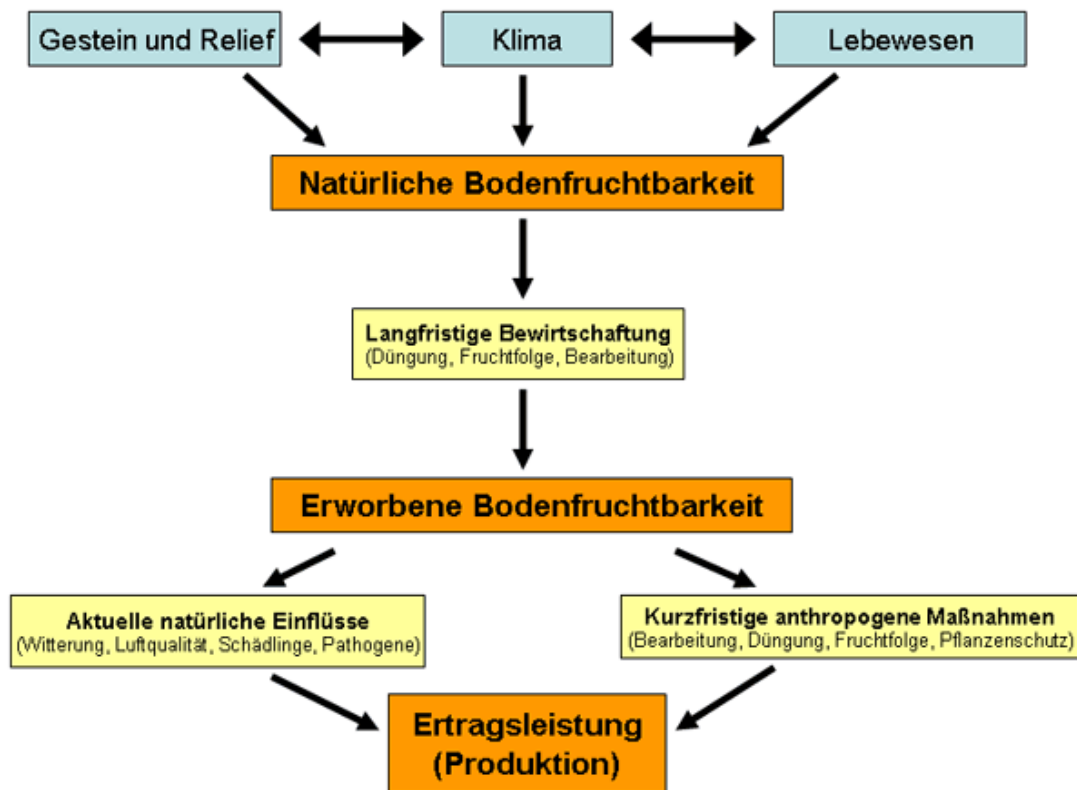 Gestein und Relief
Klima
Lebewesen
Natürliche Bodenfruchtbarkeit
Langfristige Bewirtschaftung
(Düngung, Fruchtfolge, Bearbeitung)
Erworbene Bodenfruchtbarkeit
Aktuelle natürliche Einflüsse
(Witterung, Luftqualität, Schädlinge, Pathogene)
Kurzfristige anthropogene Maßnahmen
(Bearbeitung, Düngung, Fruchtfolge, Pflanzenschutz)
Ertragsleistung
(Produktion)